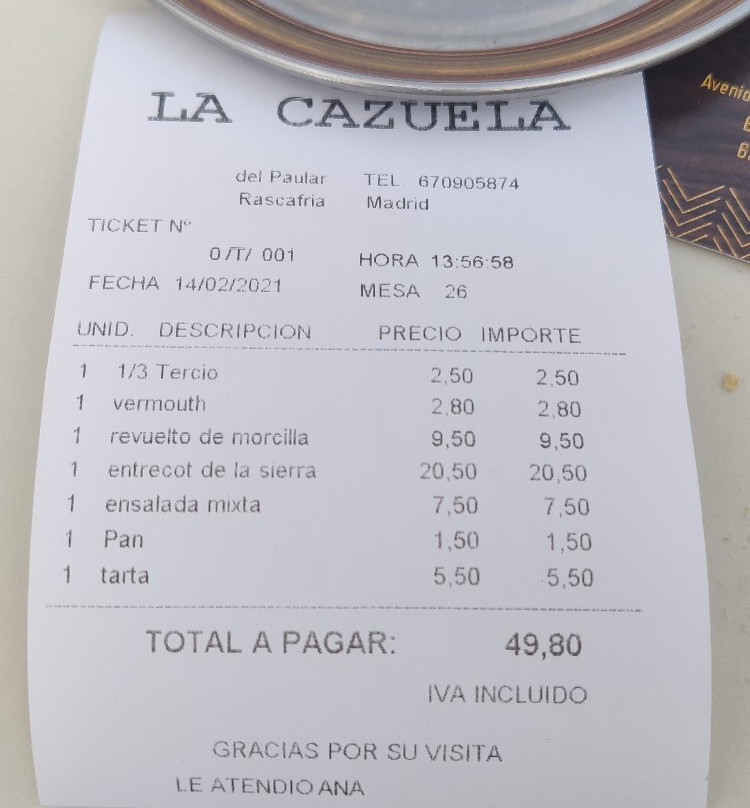 LA CAZUELA
del Paular TEL. 670905874
Rascafria Madrid
TICKET Nº
0/T/ 001 HORA 13:56:58
FECHA 14/02/2021 MESA 26
UNID. DESCRIPCION PRECIO IMPORTE
1 1/3 Tercio 2,50 2,50
1 vermouth 2,80 2,80
1 revuelto de morcilla 9,50 9,50
1 entrecot de la sierra 20,50 20,50
1 ensalada mixta 7,50 7,50
1 Pan 1,50 1,50
1 tarta 5,50 5,50
TOTAL A PAGAR: 49,80
IVA INCLUIDO
GRACIAS POR SU VISITA
LE ATENDIO ANA